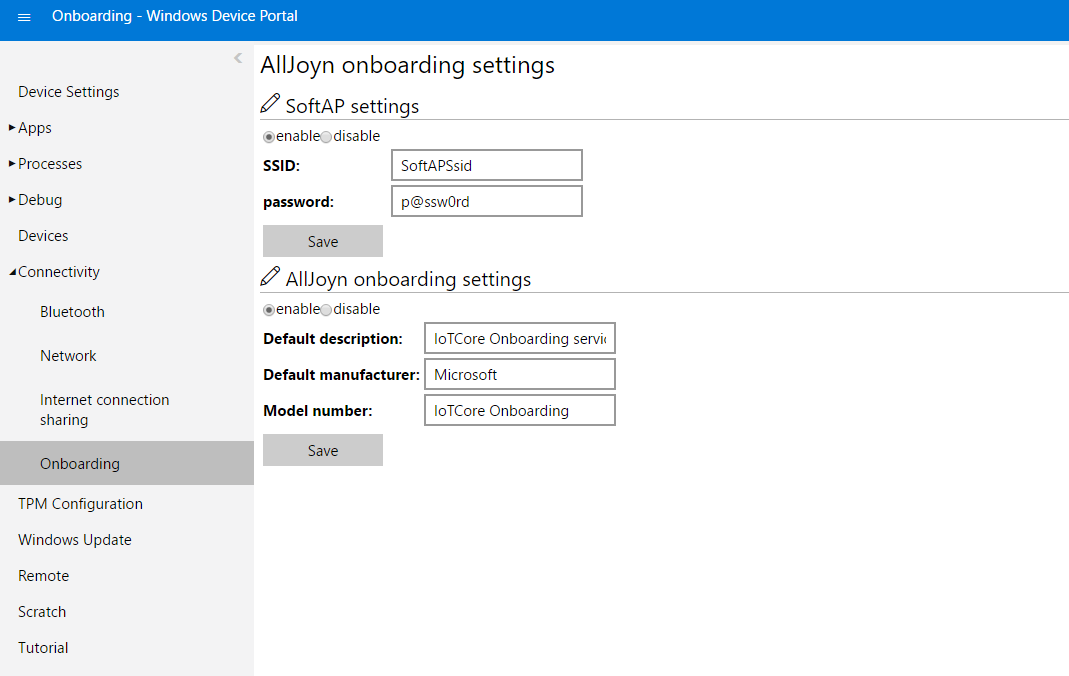 Onboarding - Windows Device Portal
Device Settings
Apps
Processes
Debug
Devices
Connectivity
Bluetooth
Network
Internet connection
sharing
Onboarding
TPM Configuration
Windows Update
Remote
Scratch
Tutorial
AllJoyn onboarding settings
SoftAP settings
enable disable
SSID: SoftAPSsid
password: p@ssw0rd
Save
AllJoyn onboarding settings
enable disable
Default description: IoTCore Onboarding servic
Default manufacturer: Microsoft
Model number: IoTCore Onboarding
Save